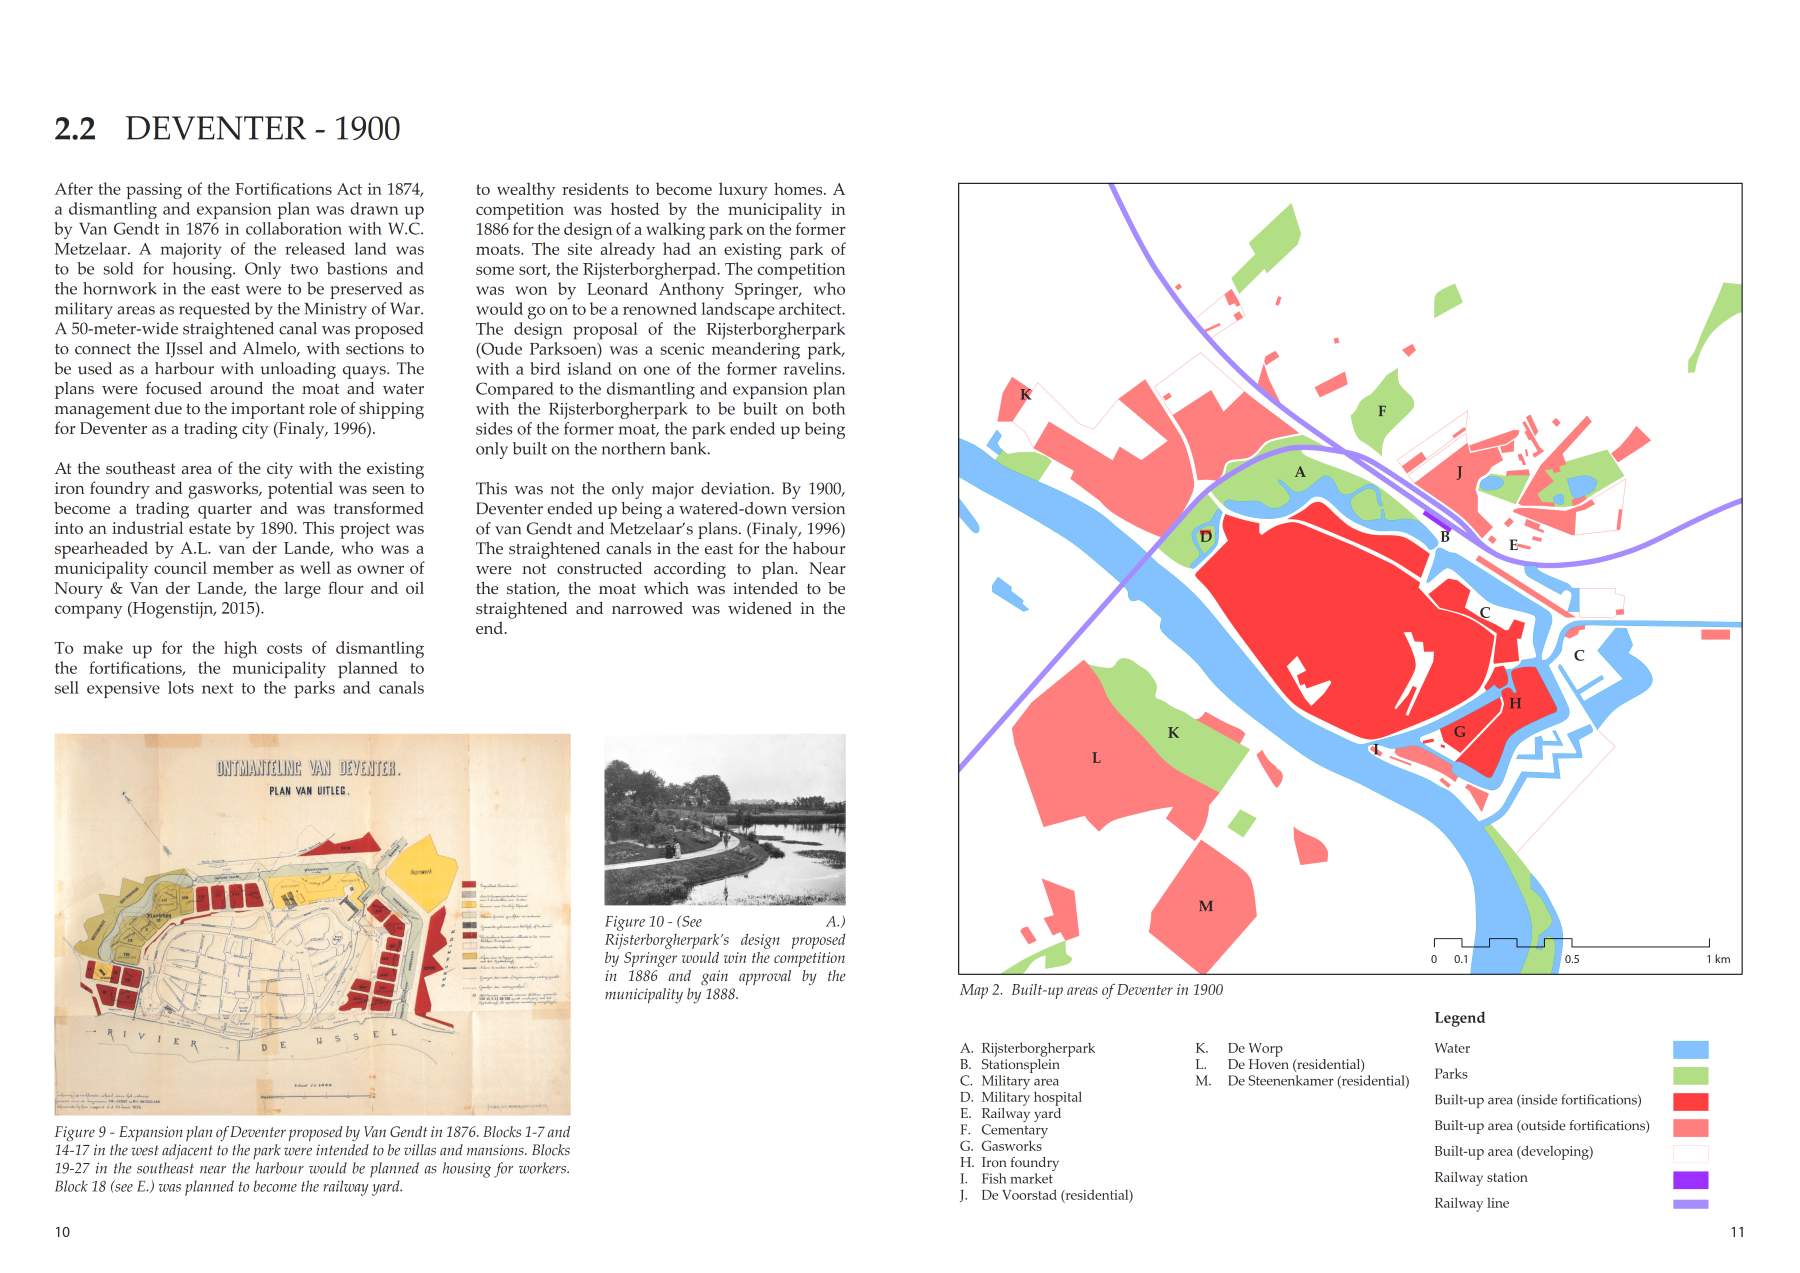 2.2 DEVENTER - 1900
After the passing of the Fortifications Act in 1874,
a dismantling and expansion plan was drawn up
by Van Gendt in 1876 in collaboration with W.C.
Metzelaar. A majority of the released land was
to be sold for housing. Only two bastions and
the hornwork in the east were to be preserved as
military areas as requested by the Ministry of War.
A 50-meter-wide straightened canal was proposed
to connect the IJssel and Almelo, with sections to
be used as a harbour with unloading quays. The
plans were focused around the moat and water
management due to the important role of shipping
for Deventer as a trading city (Finaly, 1996).
At the southeast area of the city with the existing
iron foundry and gasworks, potential was seen to
become a trading quarter and was transformed
into an industrial estate by 1890. This project was
spearheaded by A.L. van der Lande, who was a
municipality council member as well as owner of
Noury & Van der Lande, the large flour and oil
company (Hogenstijn, 2015).
To make up for the high costs of dismantling
the fortifications, the municipality planned to
sell expensive lots next to the parks and canals
to wealthy residents to become luxury homes. A
competition was hosted by the municipality in
1886 for the design of a walking park on the former
moats. The site already had an existing park of
some sort, the Rijsterborgherpad. The competition
was won by Leonard Anthony Springer, who
would go on to be a renowned landscape architect.
The design proposal of the Rijsterborgherpark
(Oude Parksoen) was a scenic meandering park,
with a bird island on one of the former ravelins.
Compared to the dismantling and expansion plan
with the Rijsterborgherpark to be built on both
sides of the former moat, the park ended up being
only built on the northern bank.
This was not the only major deviation. By 1900,
Deventer ended up being a watered-down version
of van Gendt and Metzelaar's plans. (Finaly, 1996)
The straightened canals in the east for the habour
were not constructed according to plan. Near
the station, the moat which was intended to be
straightened and narrowed was widened in the
end.
ONTMANTELING VAN DEVENTER.
PLAN VAN UITLEG.
Hornwerk
RIVIER DE IJSSEL
Figure 9 - Expansion plan of Deventer proposed by Van Gendt in 1876. Blocks 1-7 and
14-17 in the west adjacent to the park were intended to be villas and mansions. Blocks
19-27 in the southeast near the harbour would be planned as housing for workers.
Block 18 (see E.) was planned to become the railway yard.
Figure 10 - (See A.)
Rijsterborgherpark's design proposed
by Springer would win the competition
in 1886 and gain approval by the
municipality by 1888.
10
K
F
A
J
D
B
E
C
C
K
H
G
I
L
M
0 0.1 0.5 1 km
Map 2. Built-up areas of Deventer in 1900
A. Rijsterborgherpark
B. Stationsplein
C. Military area
D. Military hospital
E. Railway yard
F. Cementary
G. Gasworks
H. Iron foundry
I. Fish market
J. De Voorstad (residential)
K. De Worp
L. De Hoven (residential)
M. De Steenenkamer (residential)
Legend
Water
Parks
Built-up area (inside fortifications)
Built-up area (outside fortifications)
Built-up area (developing)
Railway station
Railway line
11